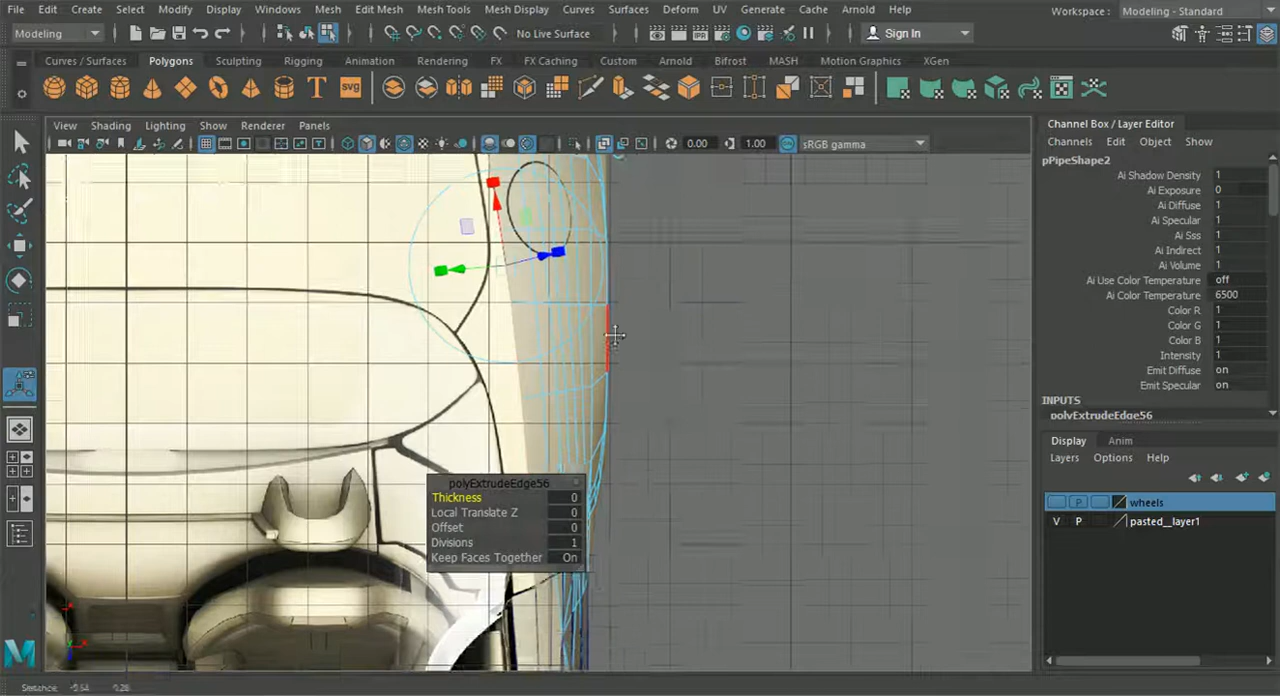 File Edit Create Select Modify Display Windows Mesh Edit Mesh Mesh Tools Mesh Display Curves Surfaces Deform UV Generate Cache Arnold Help Workspace: Modeling - Standard
Modeling No Live Surface Sign In
Curves / Surfaces Polygons Sculpting Rigging Animation Rendering FX FX Caching Custom Arnold Bifrost MASH Motion Graphics XGen
T SVG
View Shading Lighting Show Renderer Panels
0.00 1.00 sRGB gamma
Channel Box / Layer Editor
Channels Edit Object Show
pPipeShape2
Ai Shadow Density 1
Ai Exposure 0
Ai Diffuse 1
Ai Specular 1
Ai Sss 1
Ai Indirect 1
Ai Volume 1
Ai Use Color Temperature off
Ai Color Temperature 6500
Color R 1
Color G 1
Color B 1
Intensity 1
Emit Diffuse on
Emit Specular on
INPUTS
polyExtrudeEdge56
Display Anim
Layers Options Help
P wheels
V P pasted__layer1
polyExtrudeEdge56
Thickness 0
Local Translate Z 0
Offset 0
Divisions 1
Keep Faces Together On
M
Distance: